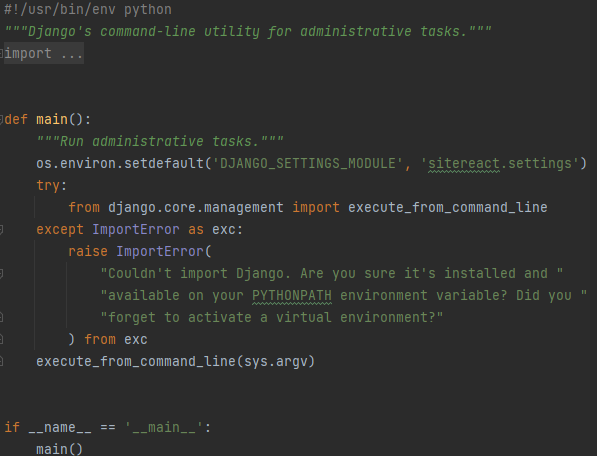 #!/usr/bin/env python
"""Django's command-line utility for administrative tasks."""
import ...
def main():
    """Run administrative tasks."""
    os.environ.setdefault('DJANGO_SETTINGS_MODULE', 'sitereact.settings')
    try:
        from django.core.management import execute_from_command_line
    except ImportError as exc:
        raise ImportError(
            "Couldn't import Django. Are you sure it's installed and "
            "available on your PYTHONPATH environment variable? Did you "
            "forget to activate a virtual environment?"
        ) from exc
    execute_from_command_line(sys.argv)
if __name__ == '__main__':
    main()